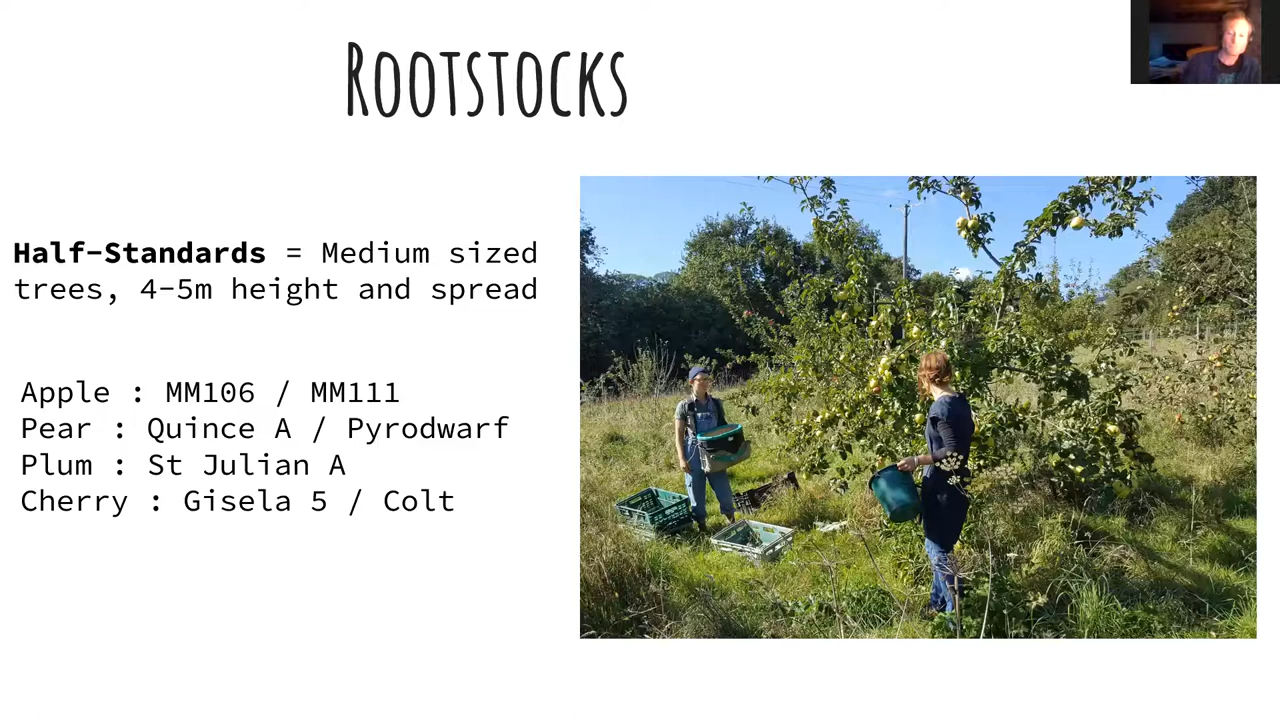 Rootstocks
Half-Standards = Medium sized
trees, 4-5m height and spread
Apple : MM106 / MM111
Pear : Quince A / Pyrodwarf
Plum : St Julian A
Cherry : Gisela 5 / Colt